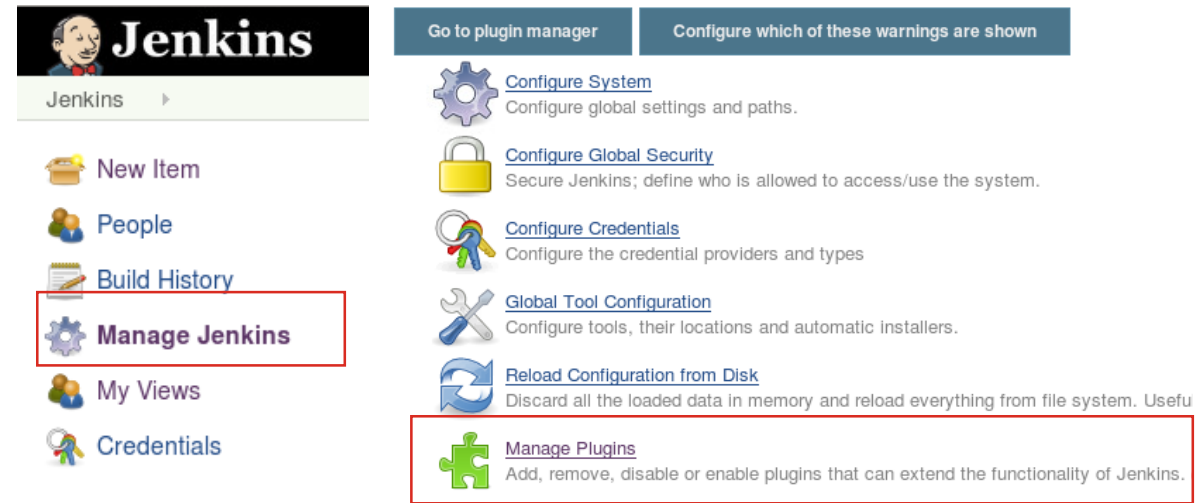 Jenkins
Jenkins
New Item
People
Build History
Manage Jenkins
My Views
Credentials
Go to plugin manager
Configure which of these warnings are shown
Configure System
Configure global settings and paths.
Configure Global Security
Secure Jenkins; define who is allowed to access/use the system.
Configure Credentials
Configure the credential providers and types
Global Tool Configuration
Configure tools, their locations and automatic installers.
Reload Configuration from Disk
Discard all the loaded data in memory and reload everything from file system. Usefu
Manage Plugins
Add, remove, disable or enable plugins that can extend the functionality of Jenkins.